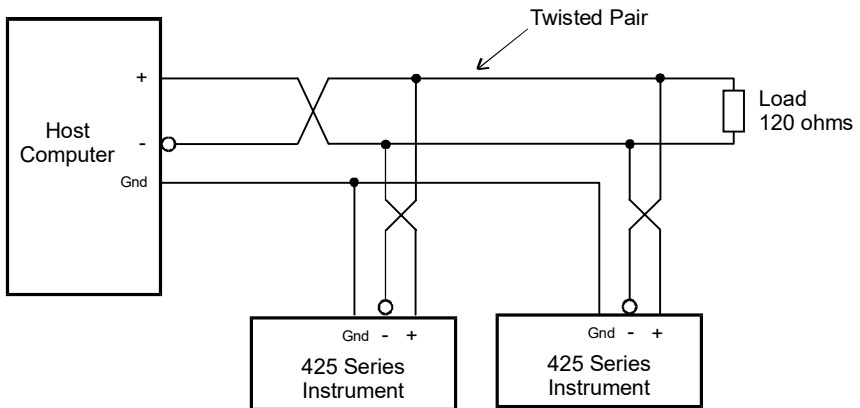 Twisted Pair
+
Host
Computer
-
Gnd
Load
120 ohms
Gnd - +
425 Series
Instrument
Gnd - +
425 Series
Instrument